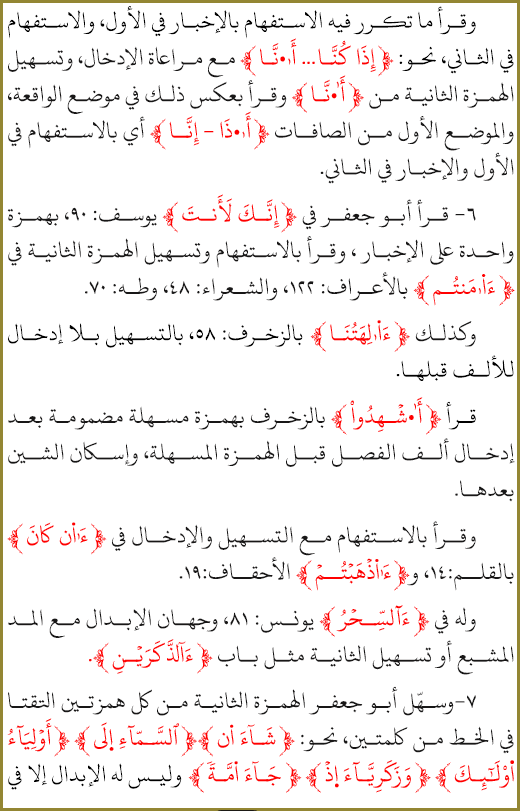 وقرأ ما تكرر فيه الاستفهام بالإخبار في الأول، والاستفهام
في الثاني، نحو: ﴿إِذَا كُنَّا... أَ•نَّا﴾ مع مراعاة الإدخال، وتسهيل
الهمزة الثانية من ﴿أَ•نَّا﴾ وقرأ بعكس ذلك في موضع الواقعة،
والموضع الأول من الصافات ﴿أَ•ذَا - إِنَّا﴾ أي بالاستفهام في
الأول والإخبار في الثاني.
٦- قرأ أبو جعفر في ﴿إِنَّكَ لَأَنتَ﴾ يوسف: ٩٠، بهمزة
واحدة على الإخبار، وقرأ بالاستفهام وتسهيل الهمزة الثانية في
﴿ءَا۬مَنتُم﴾ بالأعراف: ١٢٢، والشعراء: ٤٨، وطه: ٧٠.
وكذلك ﴿ءَا۬لِهَتُنَا﴾ بالزخرف: ٥٨، بالتسهيل بلا إدخال
للألف قبلها.
قرأ ﴿أَ•شْهِدُوا۟﴾ بالزخرف بهمزة مسهلة مضمومة بعد
إدخال ألف الفصل قبل الهمزة المسهلة، وإسكان الشين
بعدها.
وقرأ بالاستفهام مع التسهيل والإدخال في ﴿ءَا۬ن كَانَ﴾
بالقلم:١٤، و﴿ءَا۬ذْهَبْتُمْ﴾ الأحقاف:١٩.
وله في ﴿ءَآلسِّحْرُ﴾ يونس: ٨١، وجهان الإبدال مع المد
المشبع أو تسهيل الثانية مثل باب ﴿ءَآلذَّكَرَيْنِ﴾.
٧-وسهّل أبو جعفر الهمزة الثانية من كل همزتين التقتا
في الخط من كلمتين، نحو: ﴿شَآءَ ا۬ن﴾ ﴿ٱلسَّمَآءِ ا۪لَى﴾ ﴿أَوْلِيَآءُ
ا۟وْلَٰٓئِكَ﴾ ﴿وَزَكَرِيَّآءَ ا۪ذْ﴾ ﴿جَآءَ ا۟مَّةً﴾ وليس له الإبدال إلا في